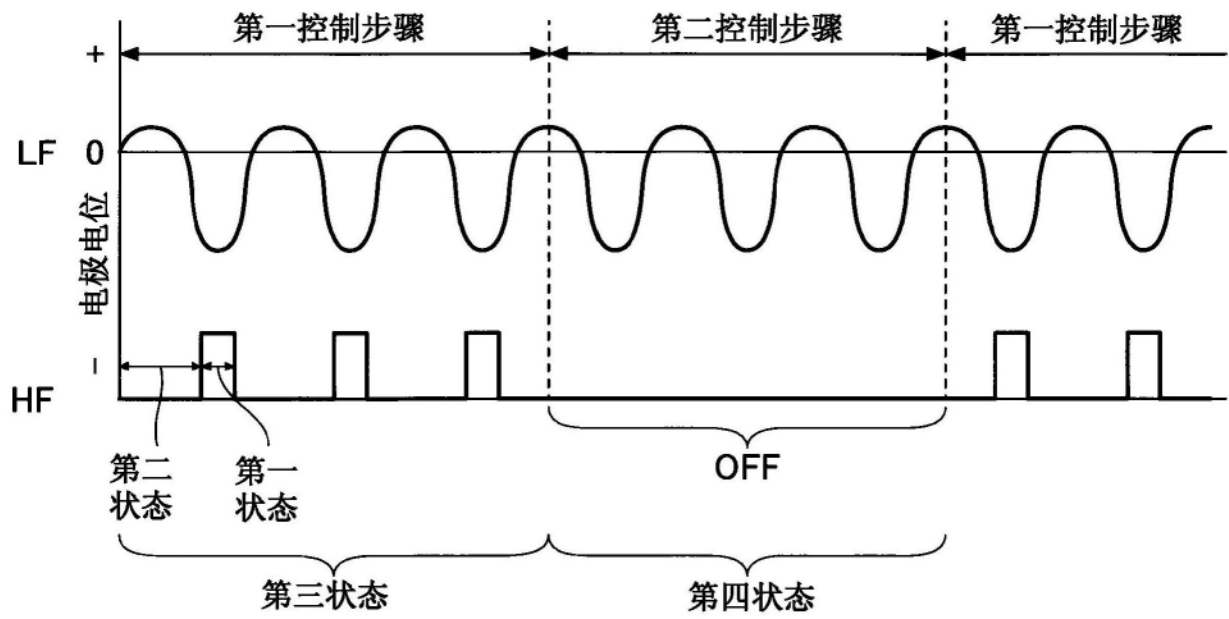 第一控制步骤
第二控制步骤
第一控制步骤
+
LF
0
电极电位
-
HF
第二
状态
第一
状态
OFF
第三状态
第四状态